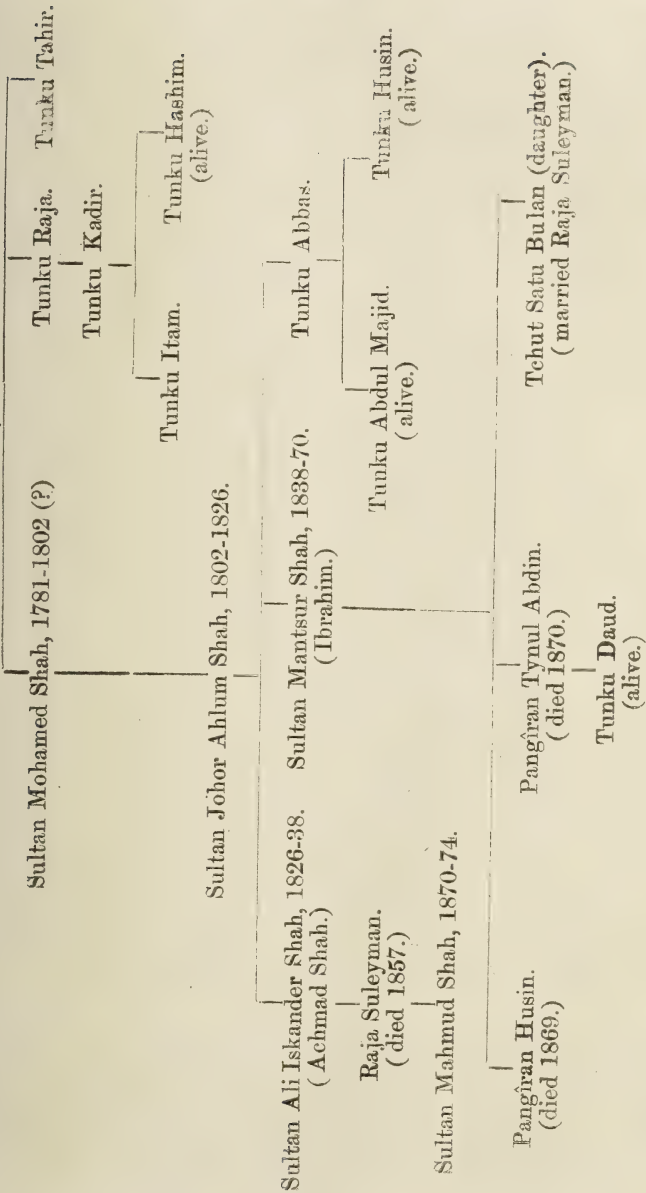 Sultan Mohamed Shah, 1781-1802 (?)
Tunku Raja.
Tunku Tahir.
Tunku Kadir.
Tunku Itam.
Tunku Hashim.
(alive.)
Sultan Johor Ahlum Shah, 1802-1826.
Sultan Ali Iskander Shah, 1826-38.
(Achmad Shah.)
Sultan Mantsur Shah, 1838-70.
(Ibrahim.)
Tunku Abbas.
Raja Suleyman.
(died 1857.)
Tunku Abdul Majid.
(alive.)
Tunku Husin.
(alive.)
Sultan Mahmud Shah, 1870-74.
Pangîran Husin.
(died 1869.)
Pangîran Tynul Abdin.
(died 1870.)
Tchut Satu Bulan (daughter).
(married Raja Suleyman.)
Tunku Daud.
(alive.)